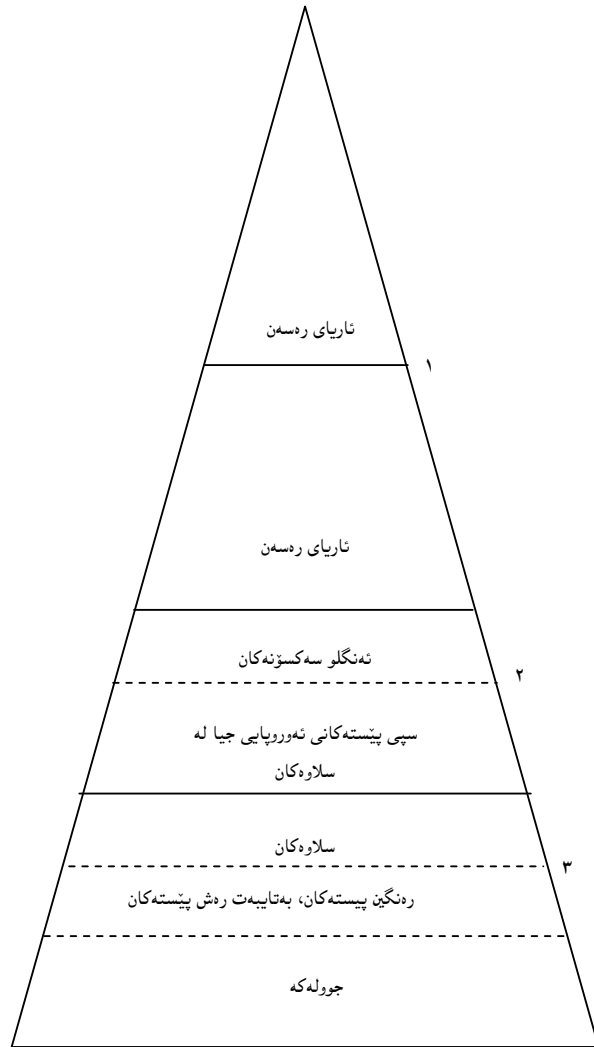 ئاریای رەسەن
١
ئاریای رەسەن
ئەنگلو سەکسۆنەکان
٢
سپی پێستەکانی ئەوروپایی جیا لە
سلاوەکان
سلاوەکان
٣
رەنگین پیستەکان، بەتایبەت رەش پێستەکان
جوولەکە